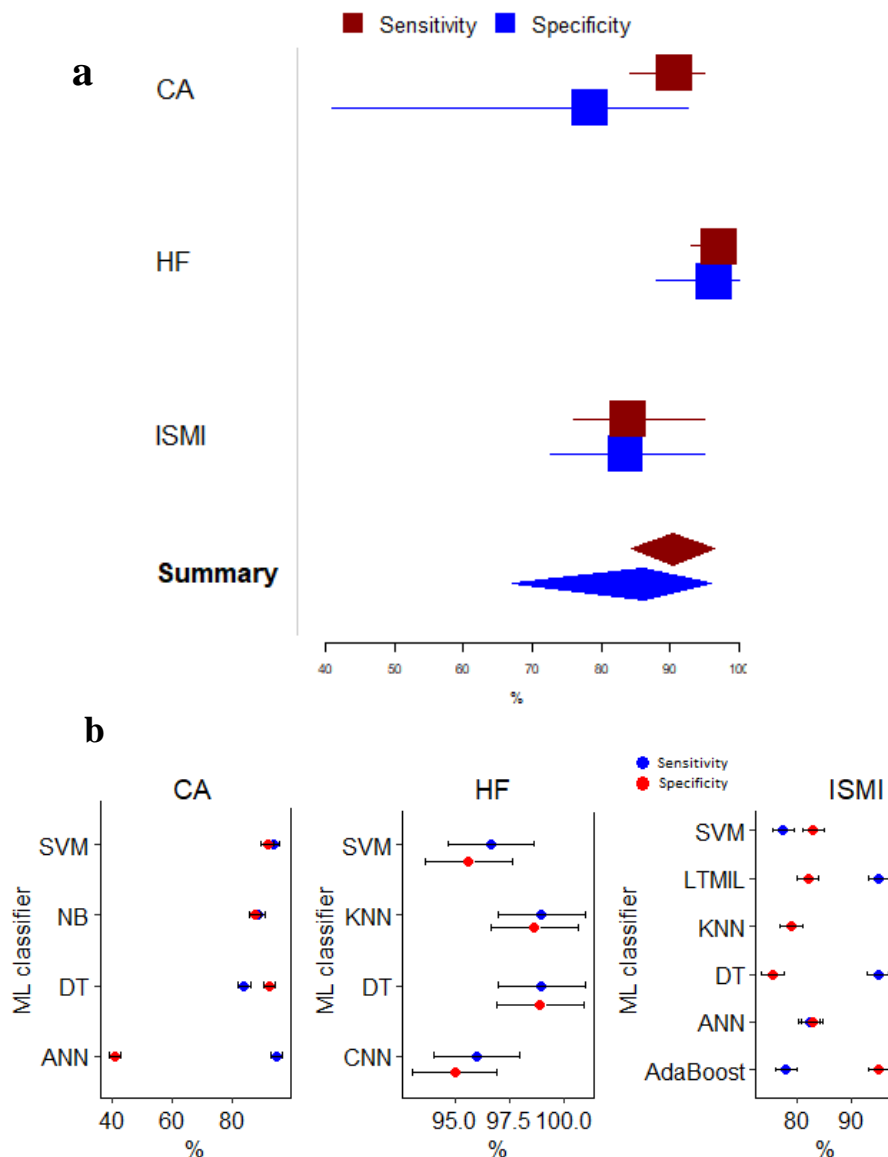 Sensitivity Specificity
a
CA
HF
ISMI
Summary
40 50 60 70 80 90 100
%
b
CA
ML classifier
SVM
NB
DT
ANN
40 60 80
%
HF
ML classifier
SVM
KNN
DT
CNN
95.0 97.5 100.0
%
Sensitivity
Specificity
ISMI
ML classifier
SVM
LTMIL
KNN
DT
ANN
AdaBoost
80 90
%